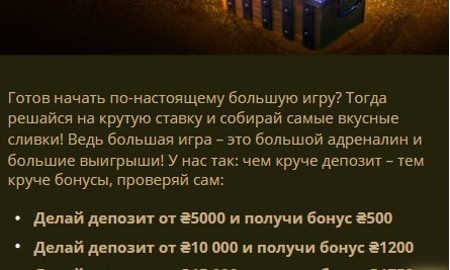 Готов начать по-настоящему большую игру? Тогда
решайся на крутую ставку и собирай самые вкусные
сливки! Ведь большая игра – это большой адреналин и
большие выигрыши! У нас так: чем круче депозит – тем
круче бонусы, проверяй сам:
• Делай депозит от ₴5000 и получи бонус ₴500
• Делай депозит от ₴10 000 и получи бонус ₴1200